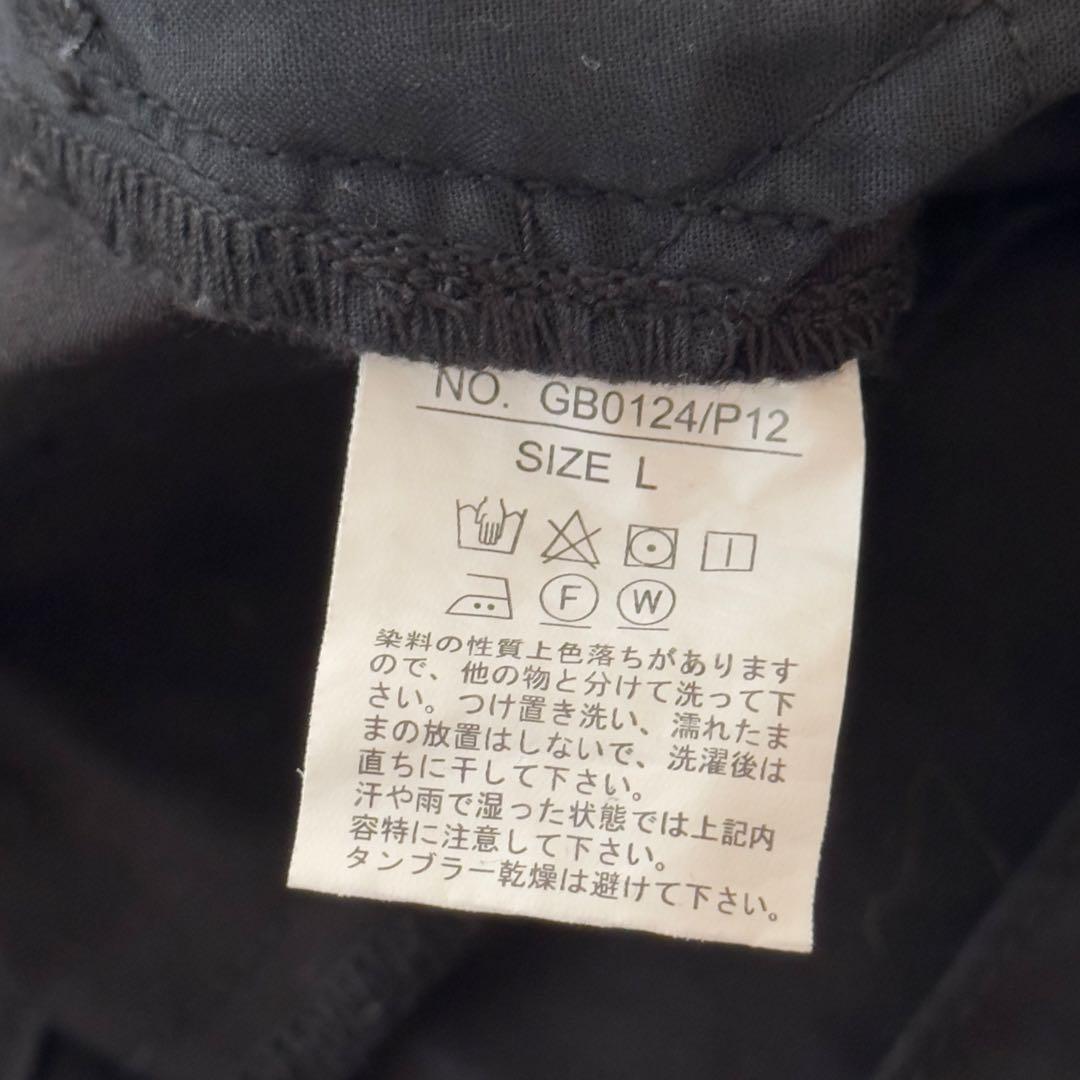 NO. GB0124/P12
SIZE L
F W
染料の性質上色落ちがあります
ので、他の物と分けて洗って下
さい。つけ置き洗い、濡れたま
まの放置はしないで、洗濯後は
直ちに干して下さい。
汗や雨で湿った状態では上記内
容特に注意して下さい。
タンブラー乾燥は避けて下さい。